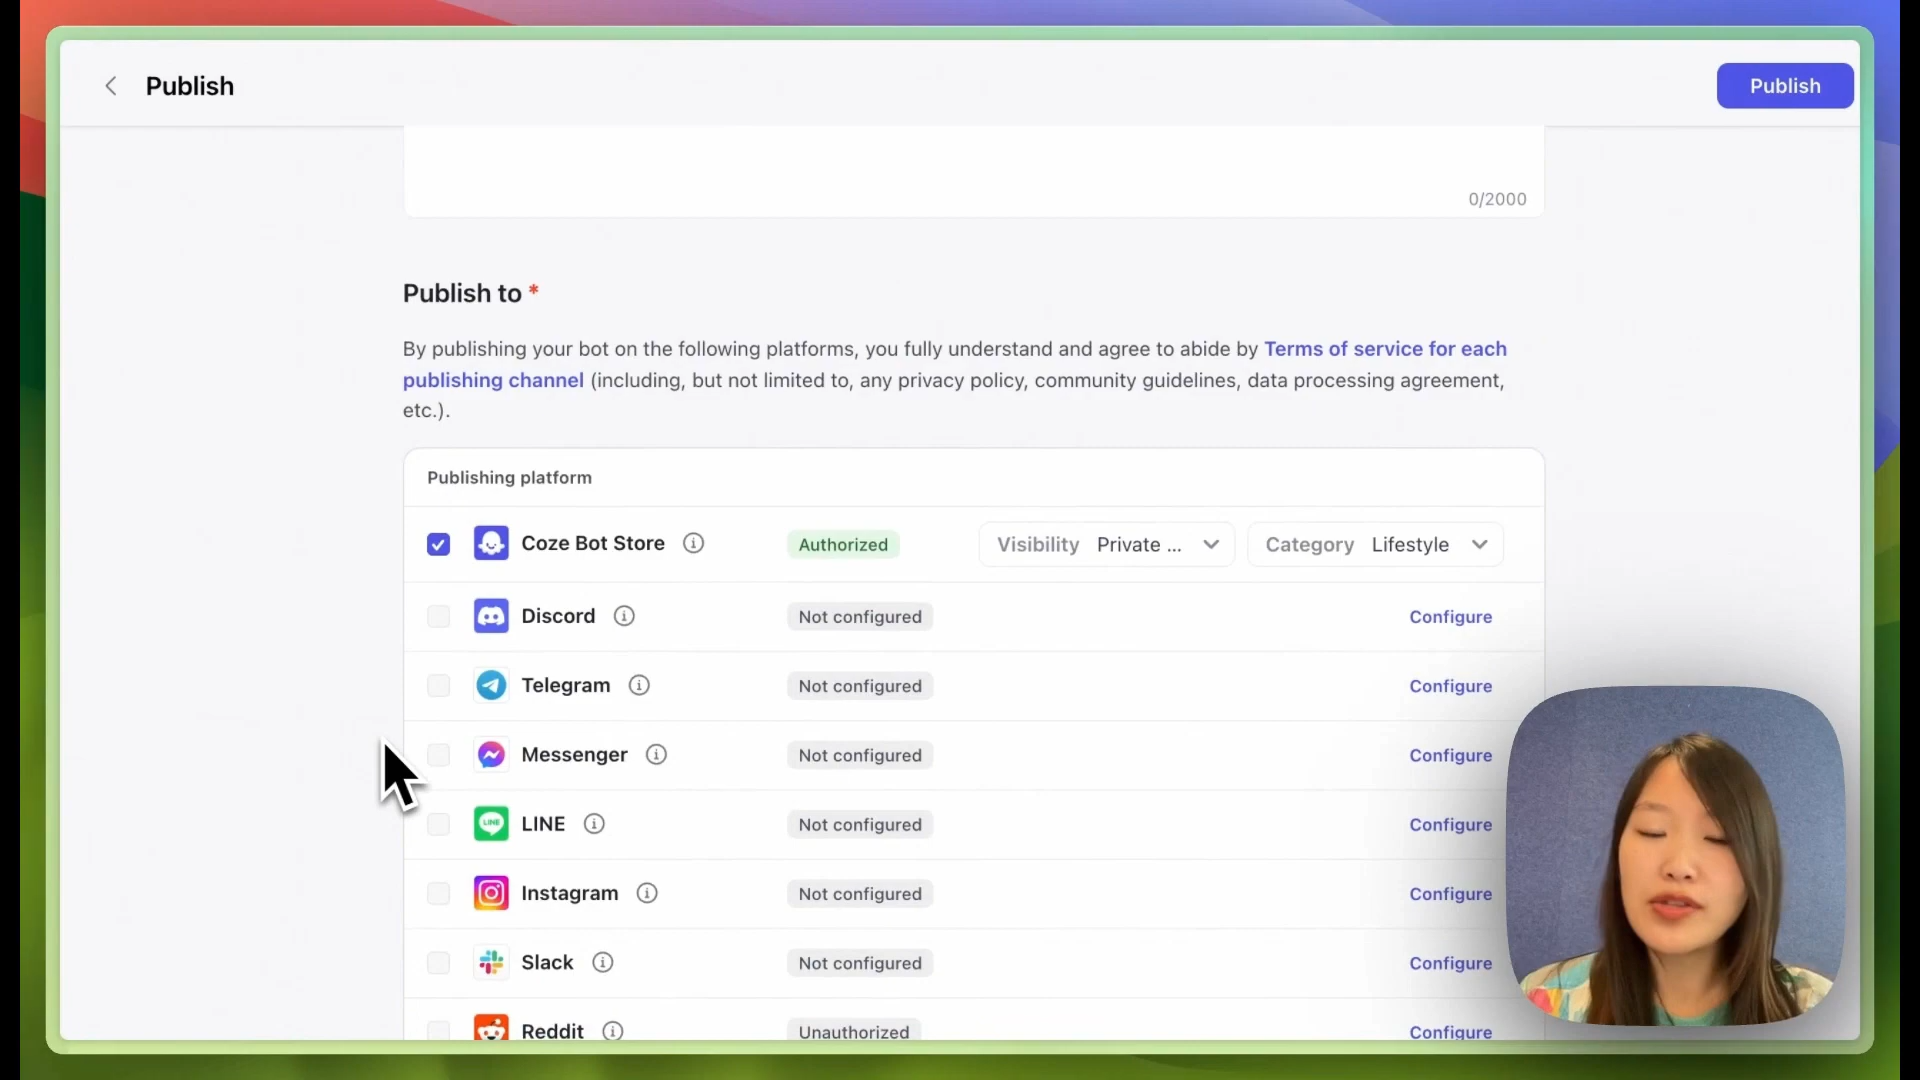 Publish
Publish
0/2000
Publish to *
By publishing your bot on the following platforms, you fully understand and agree to abide by Terms of service for each
publishing channel (including, but not limited to, any privacy policy, community guidelines, data processing agreement,
etc.).
Publishing platform
Coze Bot Store Authorized Visibility Private ... Category Lifestyle
Discord Not configured Configure
Telegram Not configured Configure
Messenger Not configured Configure
LINE LINE Not configured Configure
Instagram Not configured Configure
Slack Not configured Configure
Reddit Unauthorized Configure